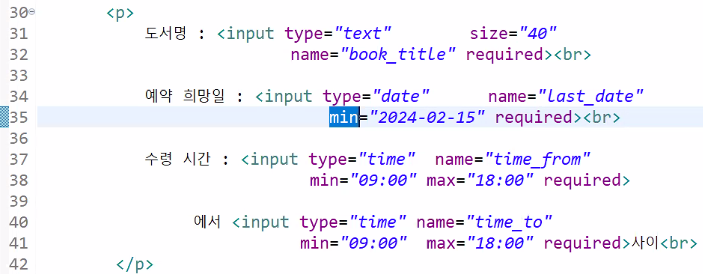 30 <p>
31 도서명 : <input type="text" size="40"
32 name="book_title" required><br>
33
34 예약 희망일 : <input type="date" name="last_date"
35 min="2024-02-15" required><br>
36
37 수령 시간 : <input type="time" name="time_from"
38 min="09:00" max="18:00" required>
39
40 에서 <input type="time" name="time_to"
41 min="09:00" max="18:00" required>사이<br>
42 </p>